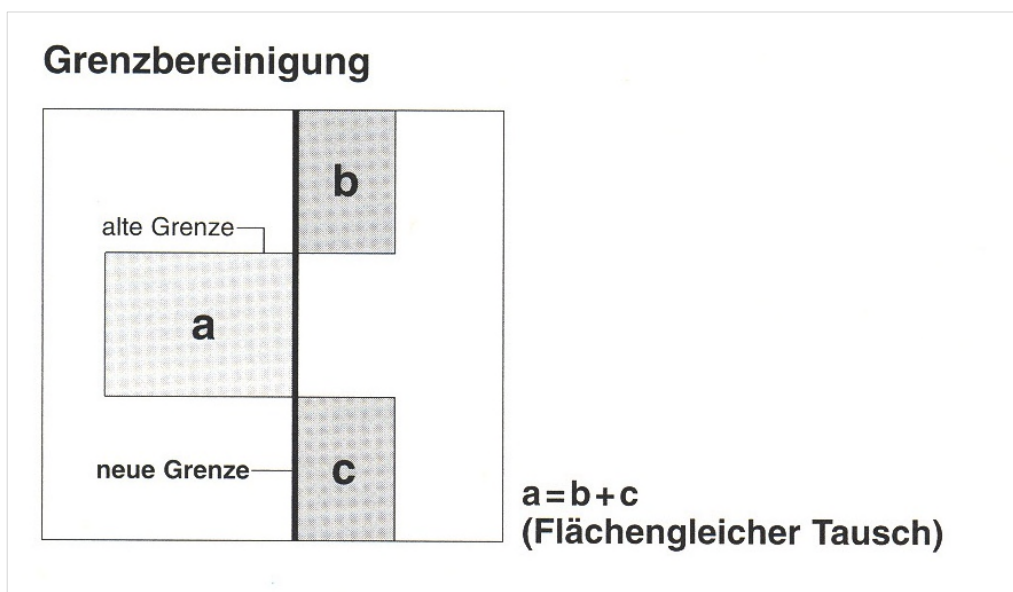 Grenzbereinigung
b
alte Grenze
a
neue Grenze
c
a=b+c
(Flächengleicher Tausch)